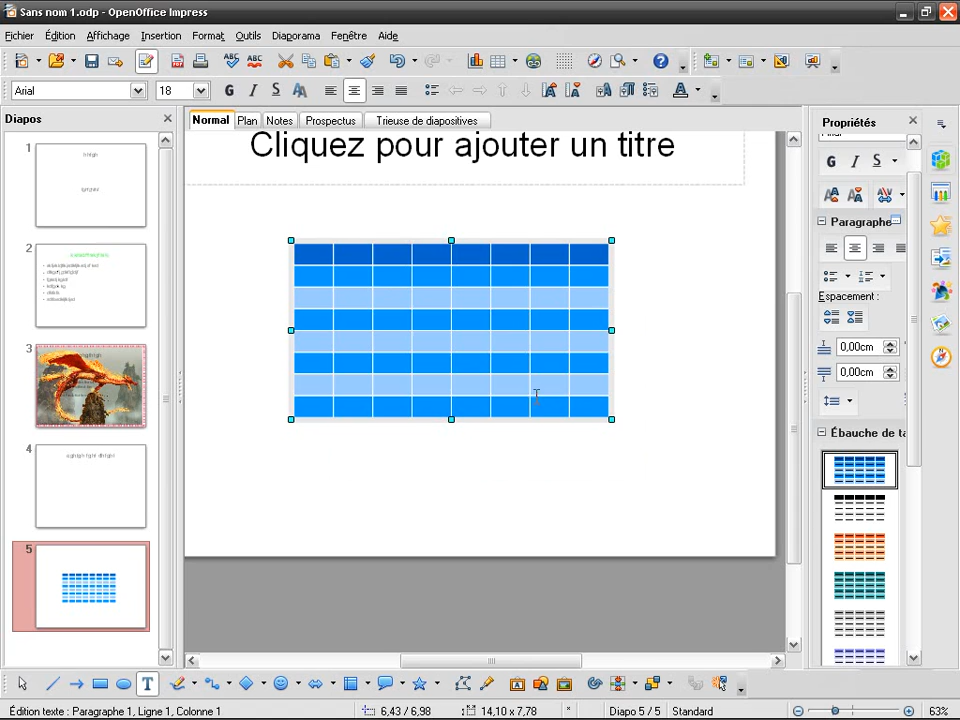 Sans nom 1.odp - OpenOffice Impress
Fichier Édition Affichage Insertion Format Outils Diaporama Fenêtre Aide
Arial 18
Diapos
Normal Plan Notes Prospectus Trieuse de diapositives
Propriétés
Cliquez pour ajouter un titre
1
2
3
4
5
Paragraphe
Espacement :
0,00cm
0,00cm
Ébauche de ta
Édition texte : Paragraphe 1, Ligne 1, Colonne 1 6,43 / 6,98 14,10 x 7,78 * Diapo 5 / 5 Standard 63%